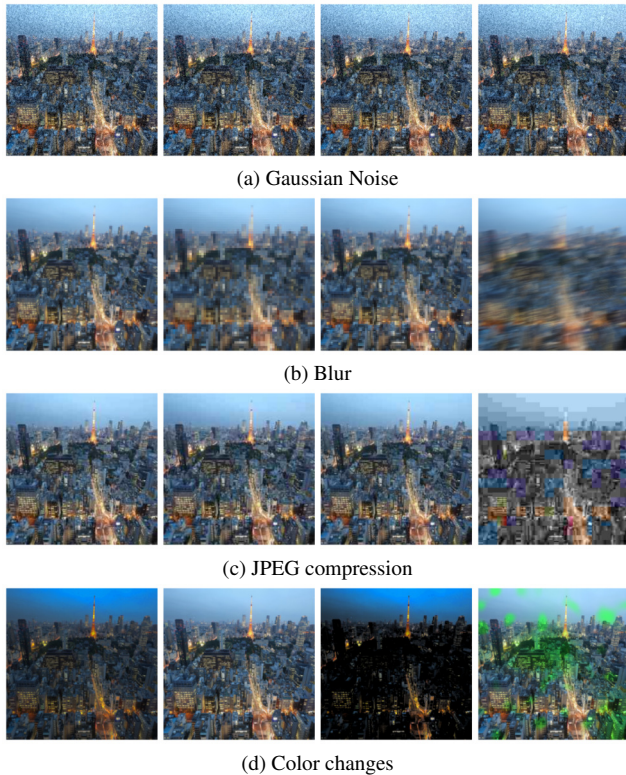 (a) Gaussian Noise
(b) Blur
(c) JPEG compression
(d) Color changes